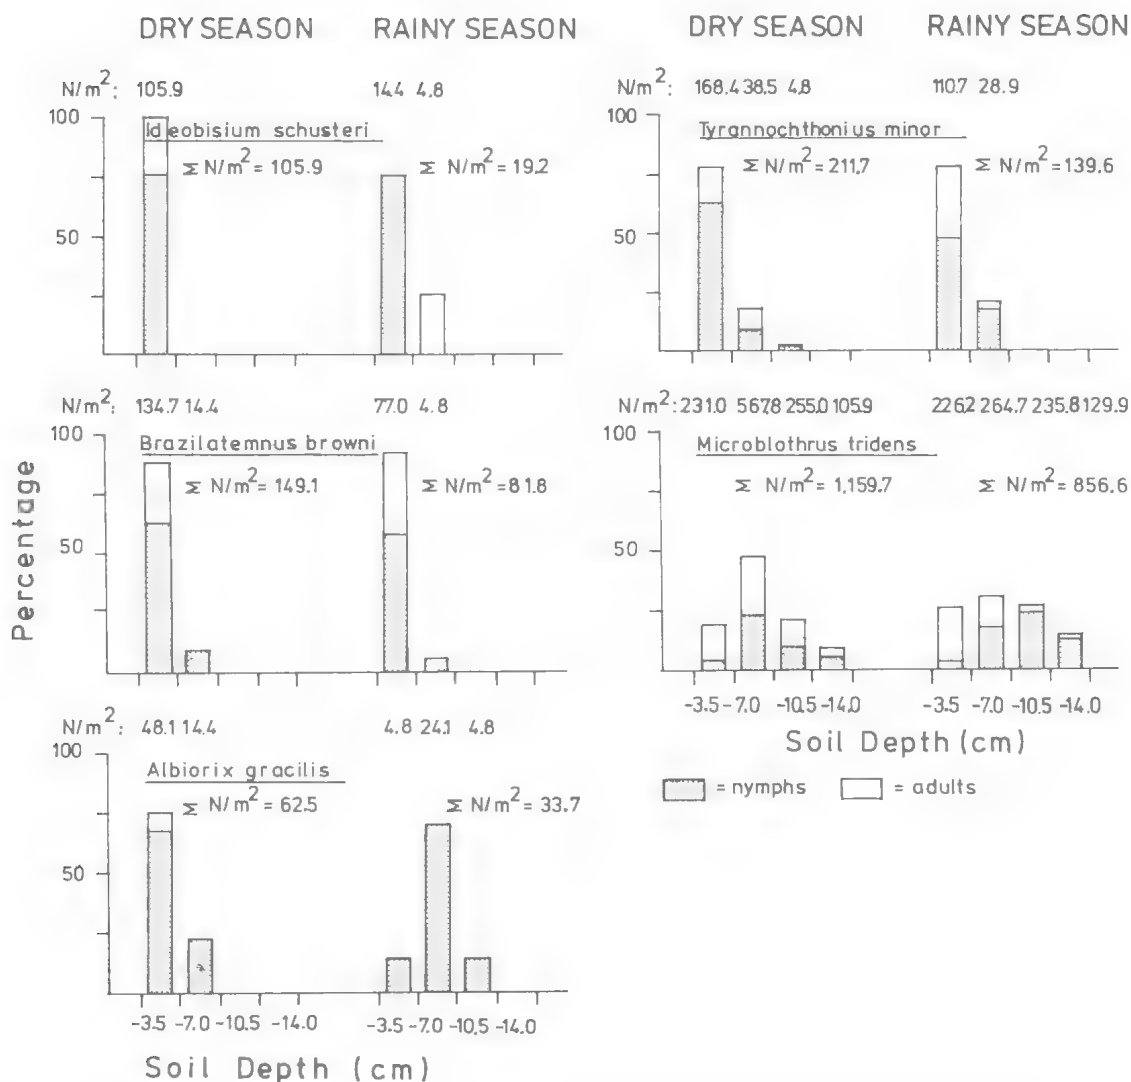 DRY SEASON RAINY SEASON
N/m²: 105.9 14.4 4.8
100
Ideobisium schusteri
Σ N/m² = 105.9 Σ N/m² = 19.2
50
N/m²: 134.7 14.4 77.0 4.8
100
Brazilatemnus browni
Σ N/m² = 149.1 Σ N/m² = 81.8
50
Percentage
N/m²: 48.1 14.4 4.8 24.1 4.8
100
Albiorix gracilis
Σ N/m² = 62.5 Σ N/m² = 33.7
50
-3.5 -7.0 -10.5 -14.0 -3.5 -7.0 -10.5 -14.0
Soil Depth (cm)
DRY SEASON RAINY SEASON
N/m²: 168.4 38.5 4.8 110.7 28.9
100
Tyrannochthonius minor
Σ N/m² = 211.7 Σ N/m² = 139.6
50
N/m²: 231.0 567.8 255.0 105.9 226.2 264.7 235.8 129.9
100
Microblothrus tridens
Σ N/m² = 1,159.7 Σ N/m² = 856.6
50
-3.5 -7.0 -10.5 -14.0 -3.5 -7.0 -10.5 -14.0
Soil Depth (cm)
= nymphs = adults